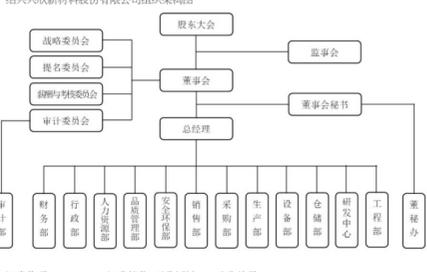 股东大会
战略委员会
监事会
提名委员会
董事会
薪酬与考核委员会
董事会秘书
审计委员会
总经理
审计部
财务部
行政部
人力资源部
品质管理部
安全环保部
销售部
采购部
生产部
设备部
仓储部
研发中心
工程部
董秘办